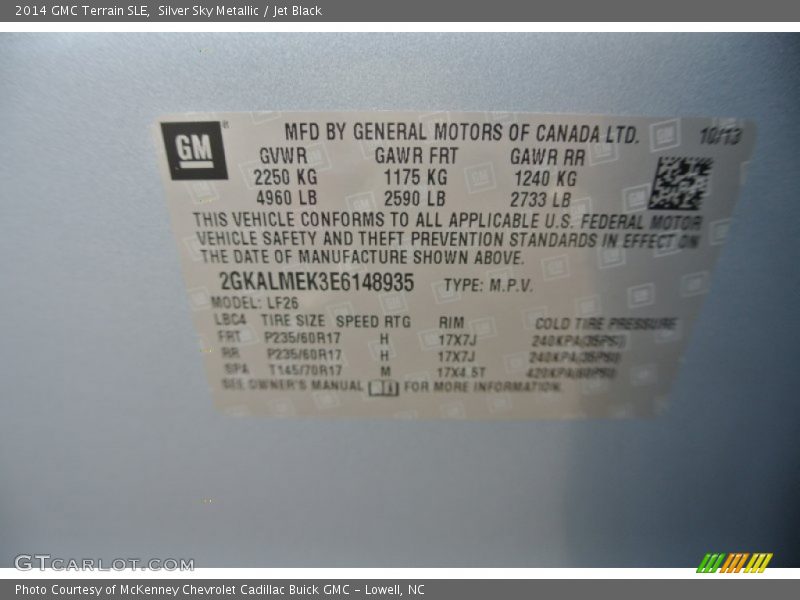 2014 GMC Terrain SLE, Silver Sky Metallic / Jet Black
GM ®
MFD BY GENERAL MOTORS OF CANADA LTD. 10/13
GVWR GAWR FRT GAWR RR
2250 KG 1175 KG 1240 KG
4960 LB 2590 LB 2733 LB
THIS VEHICLE CONFORMS TO ALL APPLICABLE U.S. FEDERAL MOTOR
VEHICLE SAFETY AND THEFT PREVENTION STANDARDS IN EFFECT ON
THE DATE OF MANUFACTURE SHOWN ABOVE.
2GKALMEK3E6148935 TYPE: M.P.V.
MODEL: LF26
LBC4 TIRE SIZE SPEED RTG RIM COLD TIRE PRESSURE
FRT P235/60R17 H 17X7J 240KPA(35PSI)
RR P235/60R17 H 17X7J 240KPA(35PSI)
SPA T145/70R17 M 17X4.5T 420KPA(60PSI)
SEE OWNER'S MANUAL FOR MORE INFORMATION.
GTCARLOT.COM
Photo Courtesy of McKenney Chevrolet Cadillac Buick GMC – Lowell, NC